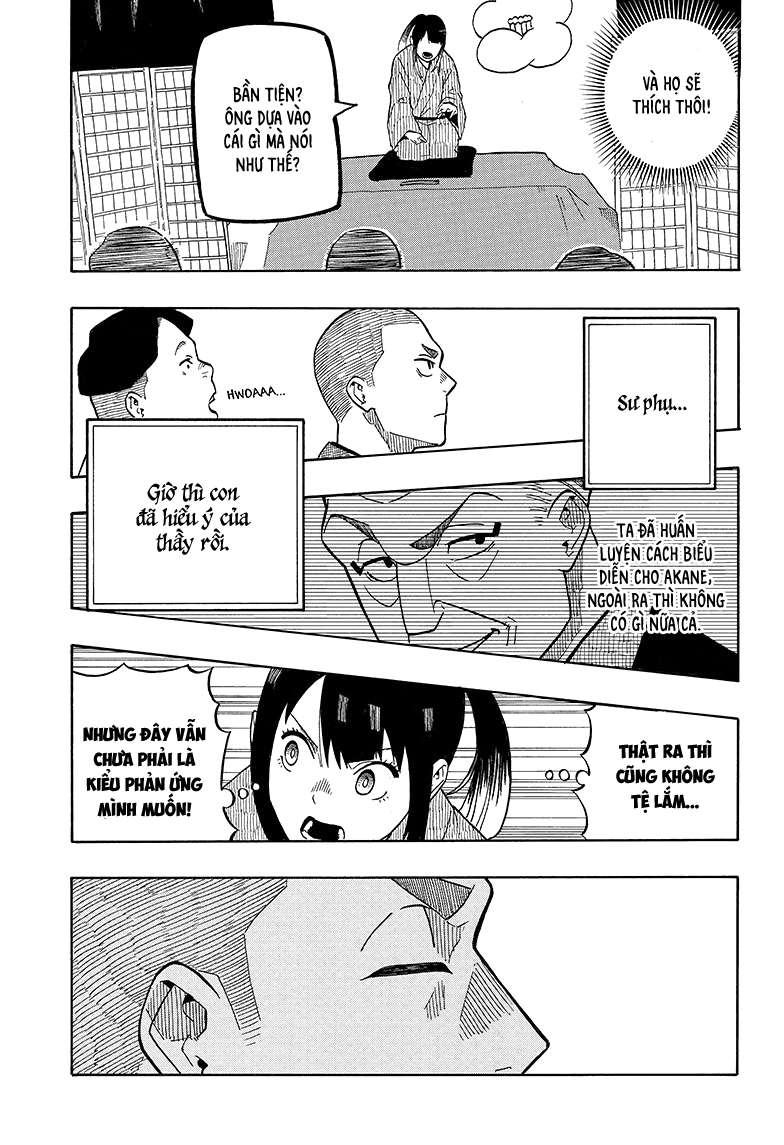 VÀ HỌ SẼ
THÍCH THÔI!
BẦN TIỆN?
ÔNG DỰA VÀO
CÁI GÌ MÀ NÓI
NHƯ THẾ?
Sư phụ...
HWOAAA...
Giờ thì con
đã hiểu ý của
thầy rồi.
TA ĐÃ HUẤN
LUYỆN CÁCH BIỂU
DIỄN CHO AKANE,
NGOÀI RA THÌ KHÔNG
CÓ GÌ NỮA CẢ.
THẬT RA THÌ
CŨNG KHÔNG
TỆ LẮM...
NHƯNG ĐÂY VẪN
CHƯA PHẢI LÀ
KIỂU PHẢN ỨNG
MÌNH MUỐN!